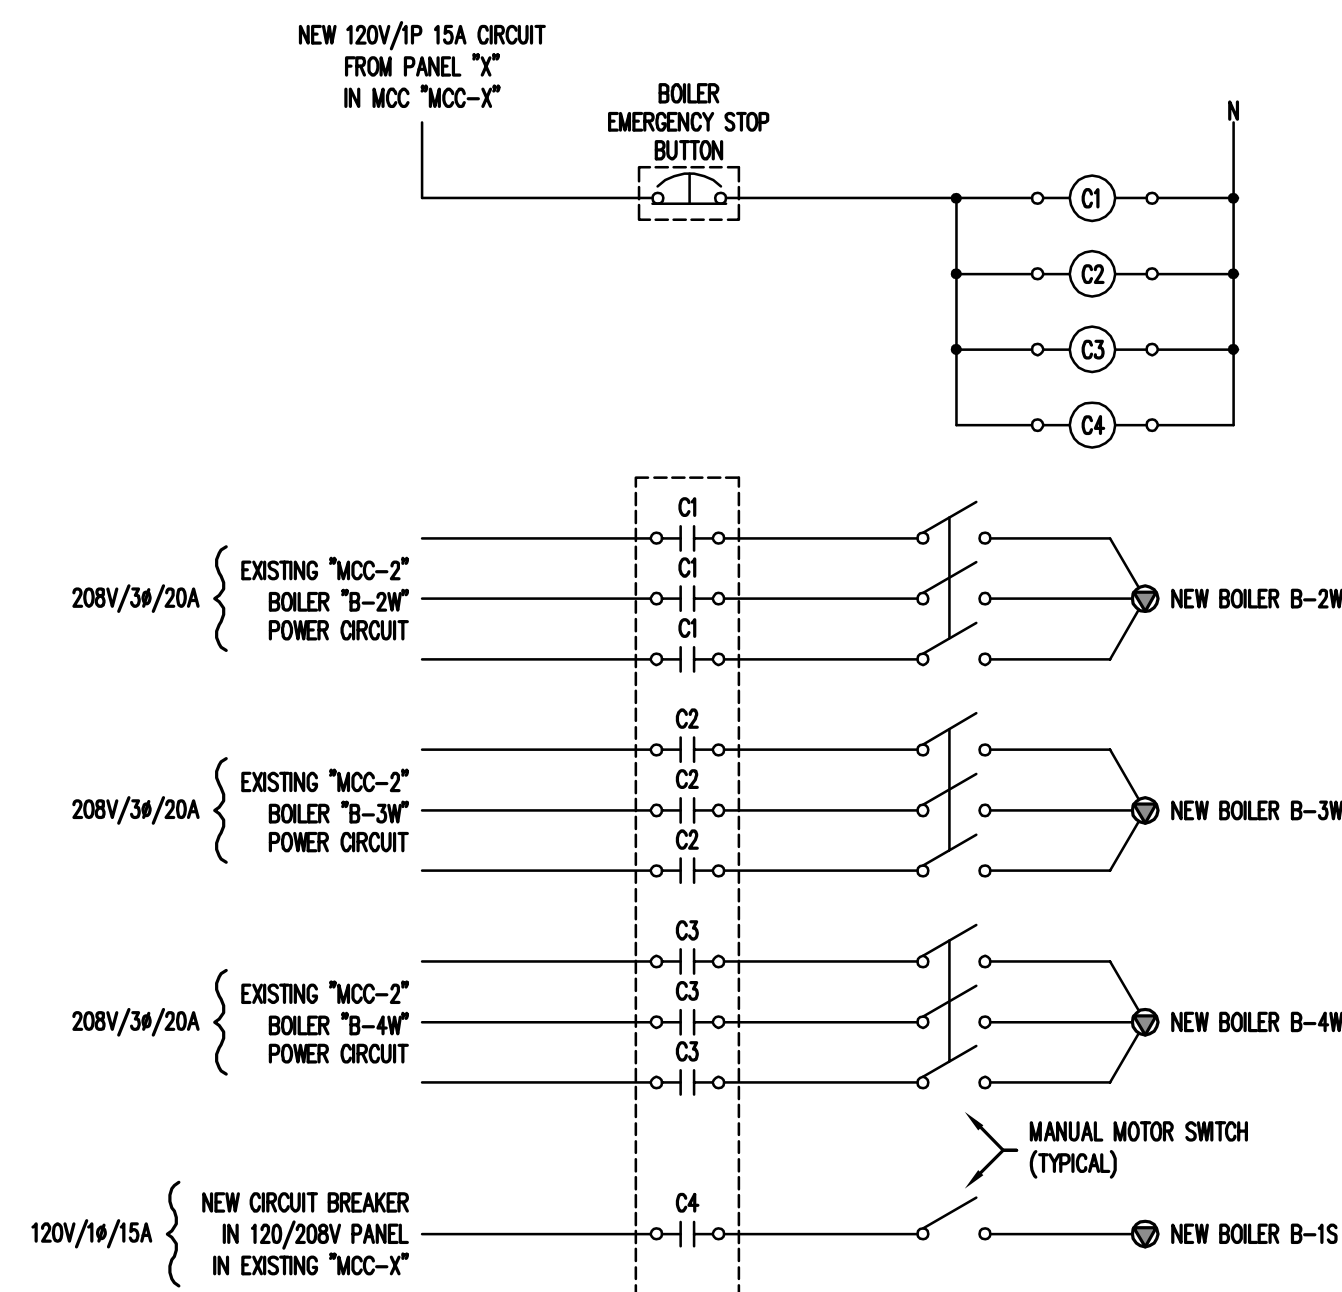 NEW 120V/1P 15A CIRCUIT
FROM PANEL "X"
IN MCC "MCC-X"
BOILER
EMERGENCY STOP
BUTTON
N
C1
C2
C3
C4
C1
C1
C1
208V/3ø/20A
EXISTING "MCC-2"
BOILER "B-2W"
POWER CIRCUIT
NEW BOILER B-2W
C2
C2
C2
208V/3ø/20A
EXISTING "MCC-2"
BOILER "B-3W"
POWER CIRCUIT
NEW BOILER B-3W
C3
C3
C3
208V/3ø/20A
EXISTING "MCC-2"
BOILER "B-4W"
POWER CIRCUIT
NEW BOILER B-4W
MANUAL MOTOR SWITCH
(TYPICAL)
C4
120V/1ø/15A
NEW CIRCUIT BREAKER
IN 120/208V PANEL
IN EXISTING "MCC-X"
NEW BOILER B-1S